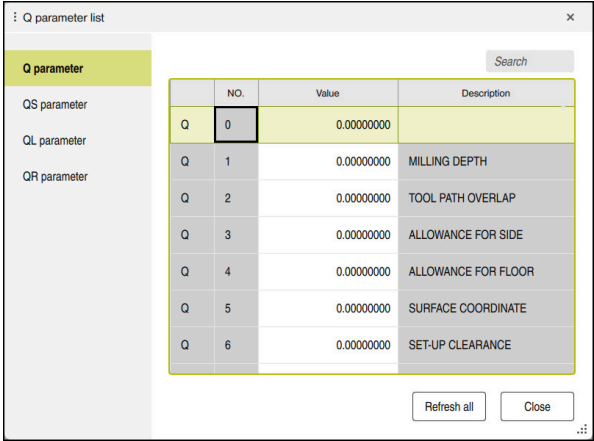 Q parameter list
Q parameter
QS parameter
QL parameter
QR parameter
Search
NO. Value Description
Q 0 0.00000000
Q 1 0.00000000 MILLING DEPTH
Q 2 0.00000000 TOOL PATH OVERLAP
Q 3 0.00000000 ALLOWANCE FOR SIDE
Q 4 0.00000000 ALLOWANCE FOR FLOOR
Q 5 0.00000000 SURFACE COORDINATE
Q 6 0.00000000 SET-UP CLEARANCE
Refresh all Close